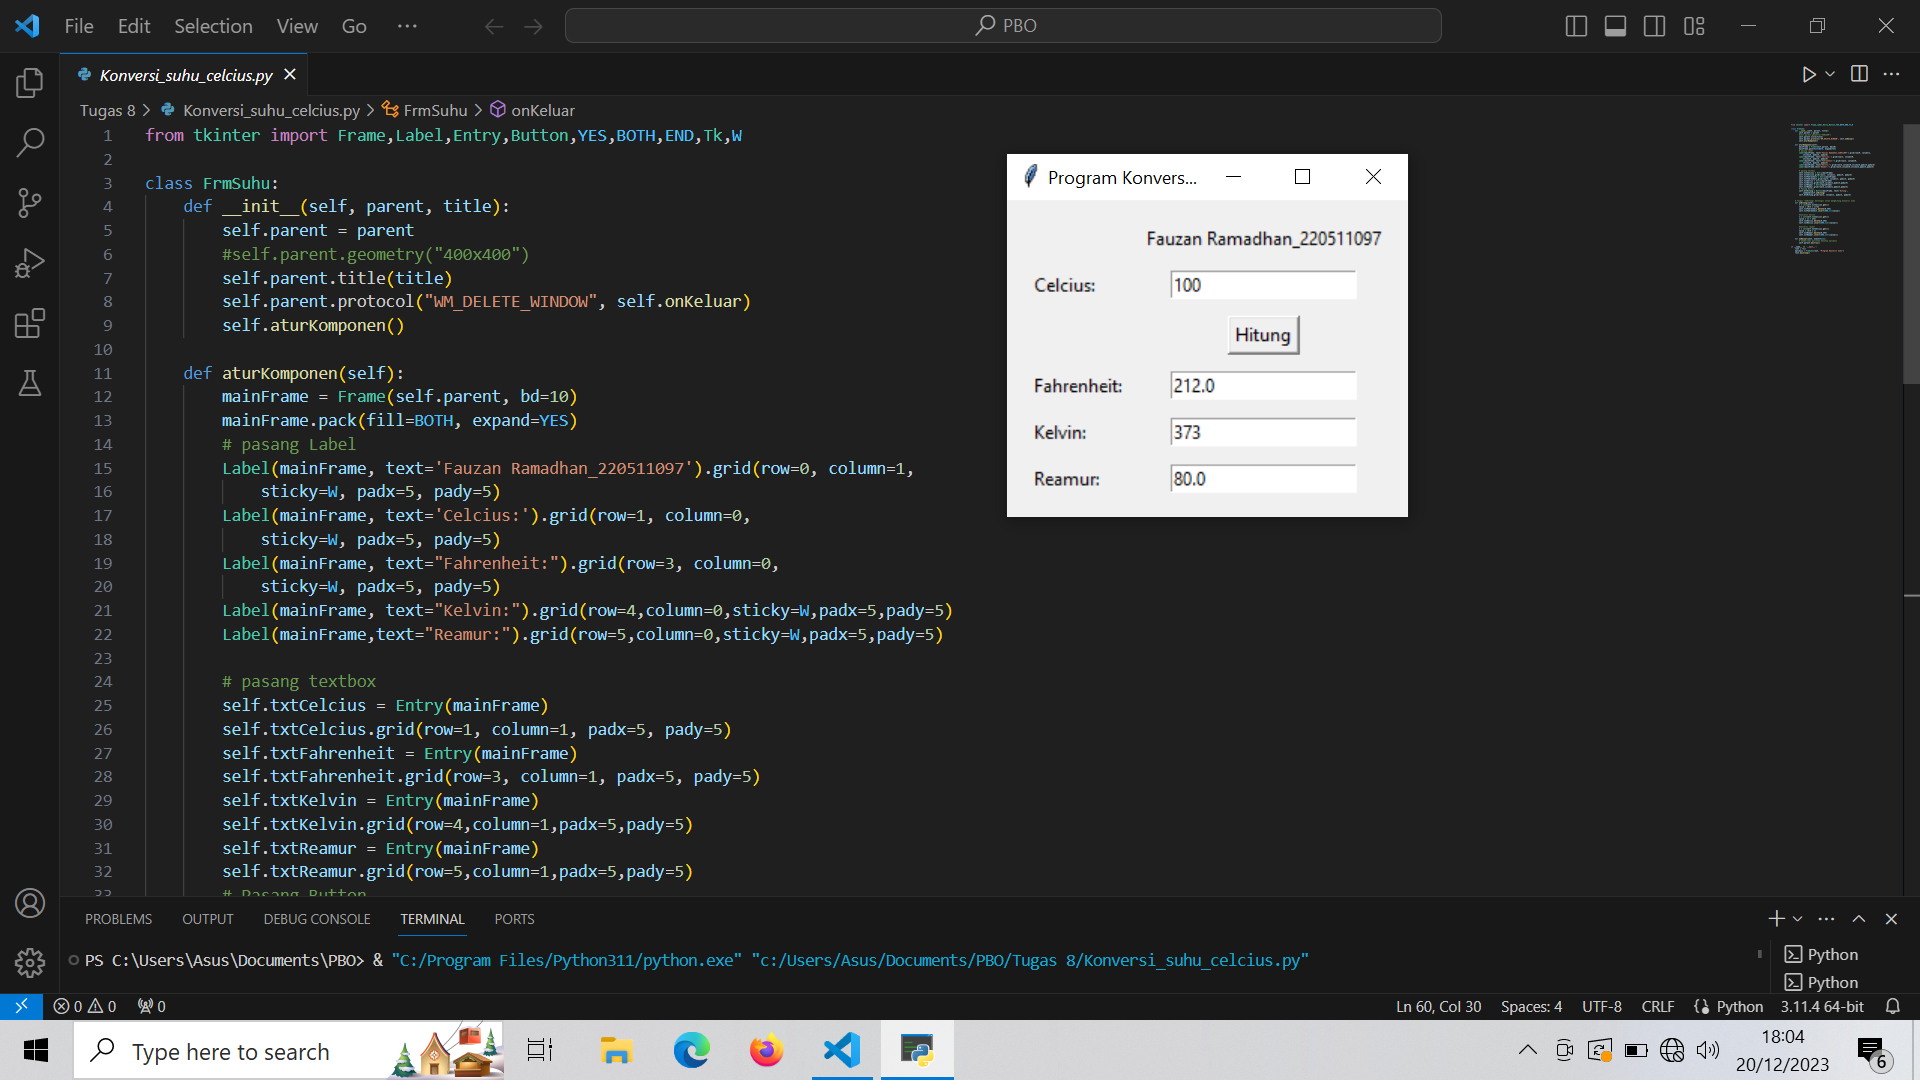 File Edit Selection View Go ... PBO
Konversi_suhu_celcius.py
Tugas 8 > Konversi_suhu_celcius.py > FrmSuhu > onKeluar
1 from tkinter import Frame,Label,Entry,Button,YES,BOTH,END,Tk,W
2
3 class FrmSuhu:
4 def __init__(self, parent, title):
5 self.parent = parent
6 #self.parent.geometry("400x400")
7 self.parent.title(title)
8 self.parent.protocol("WM_DELETE_WINDOW", self.onKeluar)
9 self.aturKomponen()
10
11 def aturKomponen(self):
12 mainFrame = Frame(self.parent, bd=10)
13 mainFrame.pack(fill=BOTH, expand=YES)
14 # pasang Label
15 Label(mainFrame, text='Fauzan Ramadhan_220511097').grid(row=0, column=1,
16 sticky=W, padx=5, pady=5)
17 Label(mainFrame, text='Celcius:').grid(row=1, column=0,
18 sticky=W, padx=5, pady=5)
19 Label(mainFrame, text="Fahrenheit:").grid(row=3, column=0,
20 sticky=W, padx=5, pady=5)
21 Label(mainFrame, text="Kelvin:").grid(row=4,column=0,sticky=W,padx=5,pady=5)
22 Label(mainFrame,text="Reamur:").grid(row=5,column=0,sticky=W,padx=5,pady=5)
23
24 # pasang textbox
25 self.txtCelcius = Entry(mainFrame)
26 self.txtCelcius.grid(row=1, column=1, padx=5, pady=5)
27 self.txtFahrenheit = Entry(mainFrame)
28 self.txtFahrenheit.grid(row=3, column=1, padx=5, pady=5)
29 self.txtKelvin = Entry(mainFrame)
30 self.txtKelvin.grid(row=4,column=1,padx=5,pady=5)
31 self.txtReamur = Entry(mainFrame)
32 self.txtReamur.grid(row=5,column=1,padx=5,pady=5)
33 # Pasang Button
Program Konvers...
Fauzan Ramadhan_220511097
Celcius: 100
Hitung
Fahrenheit: 212.0
Kelvin: 373
Reamur: 80.0
PROBLEMS OUTPUT DEBUG CONSOLE TERMINAL PORTS
PS C:\Users\Asus\Documents\PBO> & "C:/Program Files/Python311/python.exe" "c:/Users/Asus/Documents/PBO/Tugas 8/Konversi_suhu_celcius.py"
Python
Python
0 0 0 Ln 60, Col 30 Spaces: 4 UTF-8 CRLF Python 3.11.4 64-bit
Type here to search
18:04
20/12/2023
6